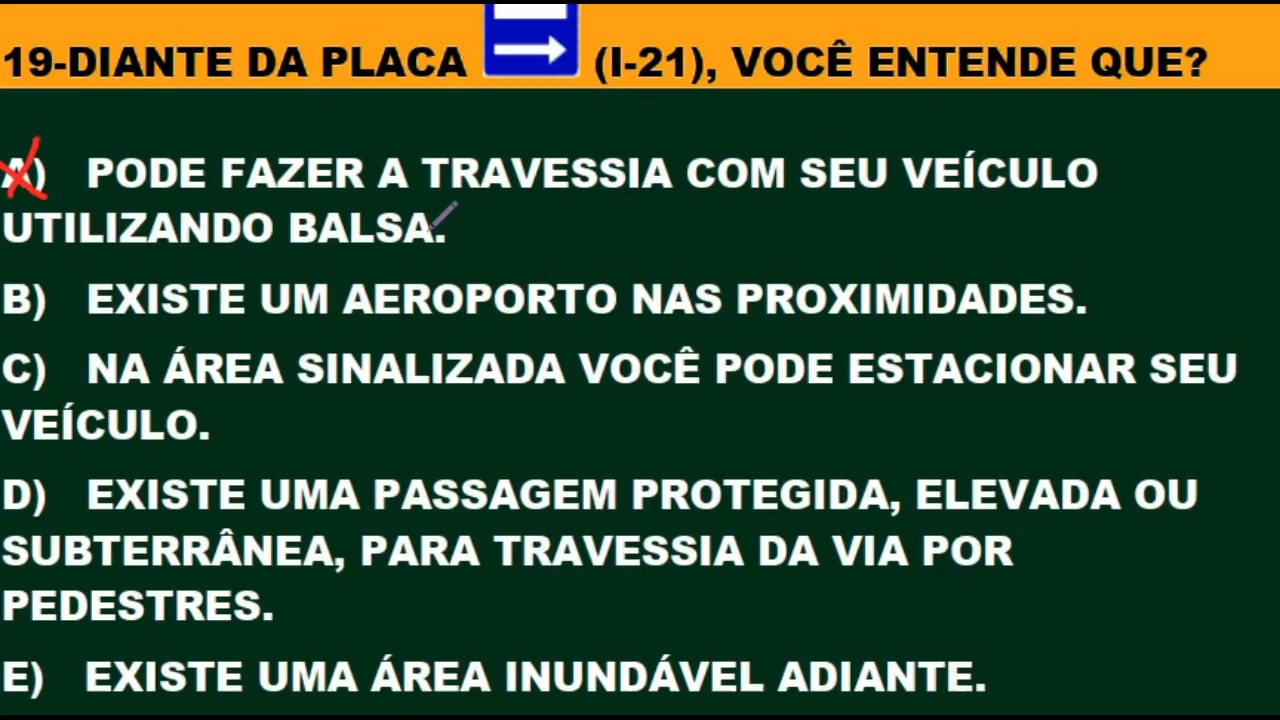 19-DIANTE DA PLACA (I-21), VOCÊ ENTENDE QUE?
A) PODE FAZER A TRAVESSIA COM SEU VEÍCULO
UTILIZANDO BALSA.
B) EXISTE UM AEROPORTO NAS PROXIMIDADES.
C) NA ÁREA SINALIZADA VOCÊ PODE ESTACIONAR SEU
VEÍCULO.
D) EXISTE UMA PASSAGEM PROTEGIDA, ELEVADA OU
SUBTERRÂNEA, PARA TRAVESSIA DA VIA POR
PEDESTRES.
E) EXISTE UMA ÁREA INUNDÁVEL ADIANTE.